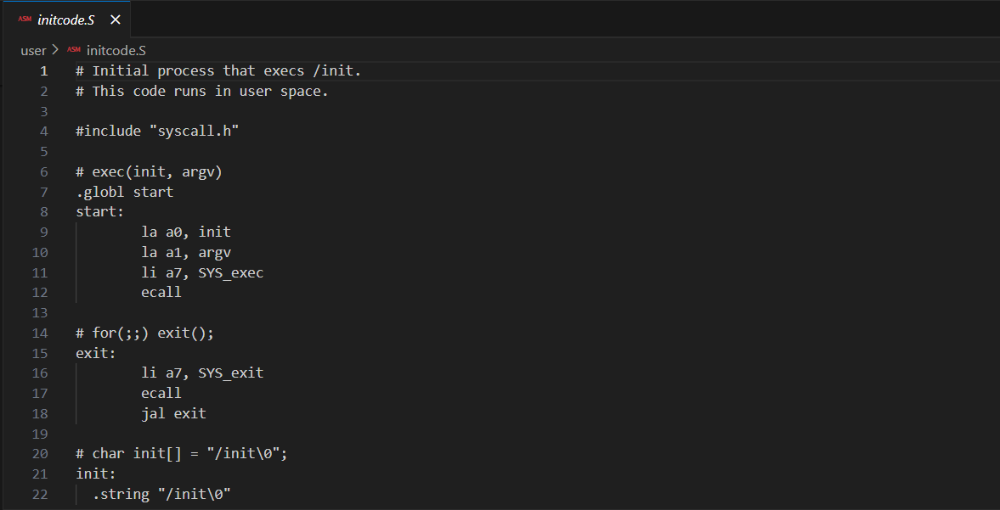 ASM initcode.S ✕
user > ASM initcode.S
1 # Initial process that execs /init.
2 # This code runs in user space.
3
4 #include "syscall.h"
5
6 # exec(init, argv)
7 .globl start
8 start:
9         la a0, init
10         la a1, argv
11         li a7, SYS_exec
12         ecall
13
14 # for(;;) exit();
15 exit:
16         li a7, SYS_exit
17         ecall
18         jal exit
19
20 # char init[] = "/init\0";
21 init:
22   .string "/init\0"